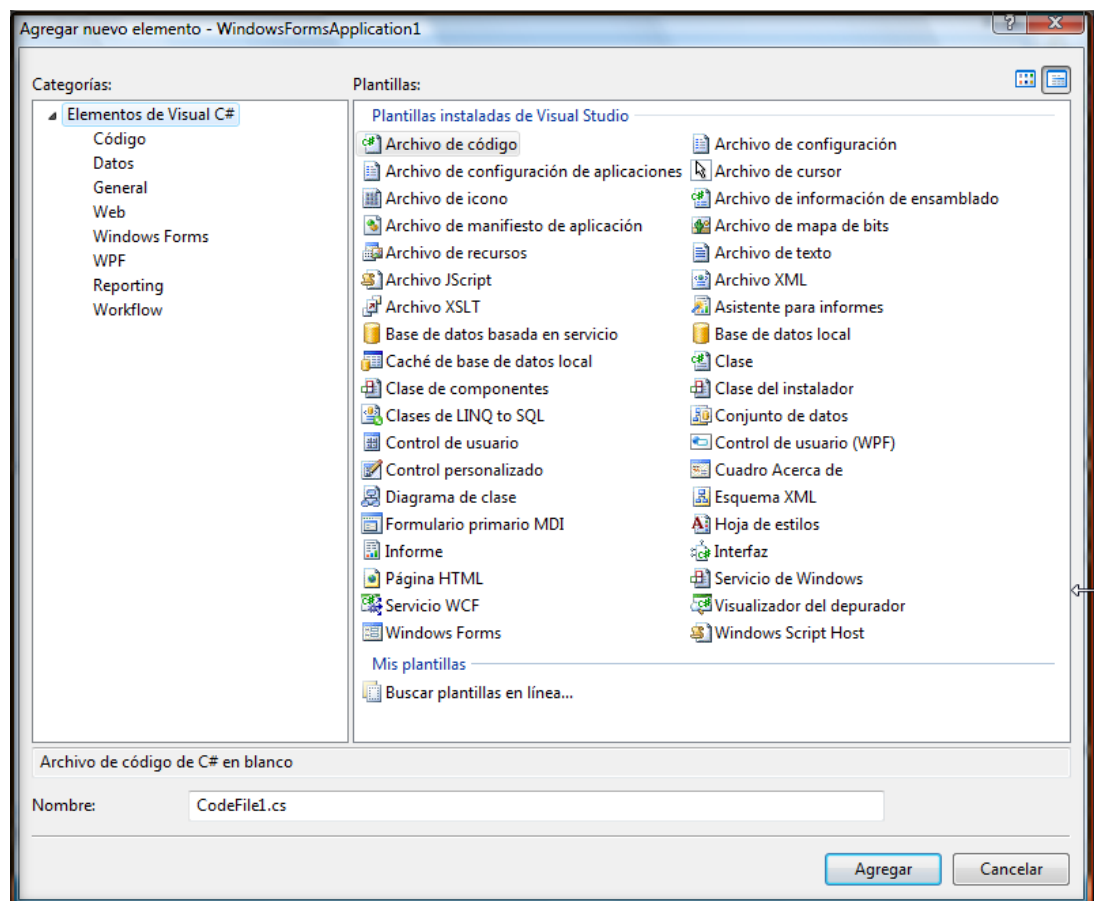 Agregar nuevo elemento - WindowsFormsApplication1
Categorías:
Plantillas:
Elementos de Visual C#
Código
Datos
General
Web
Windows Forms
WPF
Reporting
Workflow
Plantillas instaladas de Visual Studio
Archivo de código
Archivo de configuración
Archivo de configuración de aplicaciones
Archivo de cursor
Archivo de icono
Archivo de información de ensamblado
Archivo de manifiesto de aplicación
Archivo de mapa de bits
Archivo de recursos
Archivo de texto
Archivo JScript
Archivo XML
Archivo XSLT
Asistente para informes
Base de datos basada en servicio
Base de datos local
Caché de base de datos local
Clase
Clase de componentes
Clase del instalador
Clases de LINQ to SQL
Conjunto de datos
Control de usuario
Control de usuario (WPF)
Control personalizado
Cuadro Acerca de
Diagrama de clase
Esquema XML
Formulario primario MDI
Hoja de estilos
Informe
Interfaz
Página HTML
Servicio de Windows
Servicio WCF
Visualizador del depurador
Windows Forms
Windows Script Host
Mis plantillas
Buscar plantillas en línea...
Archivo de código de C# en blanco
Nombre:
CodeFile1.cs
Agregar
Cancelar